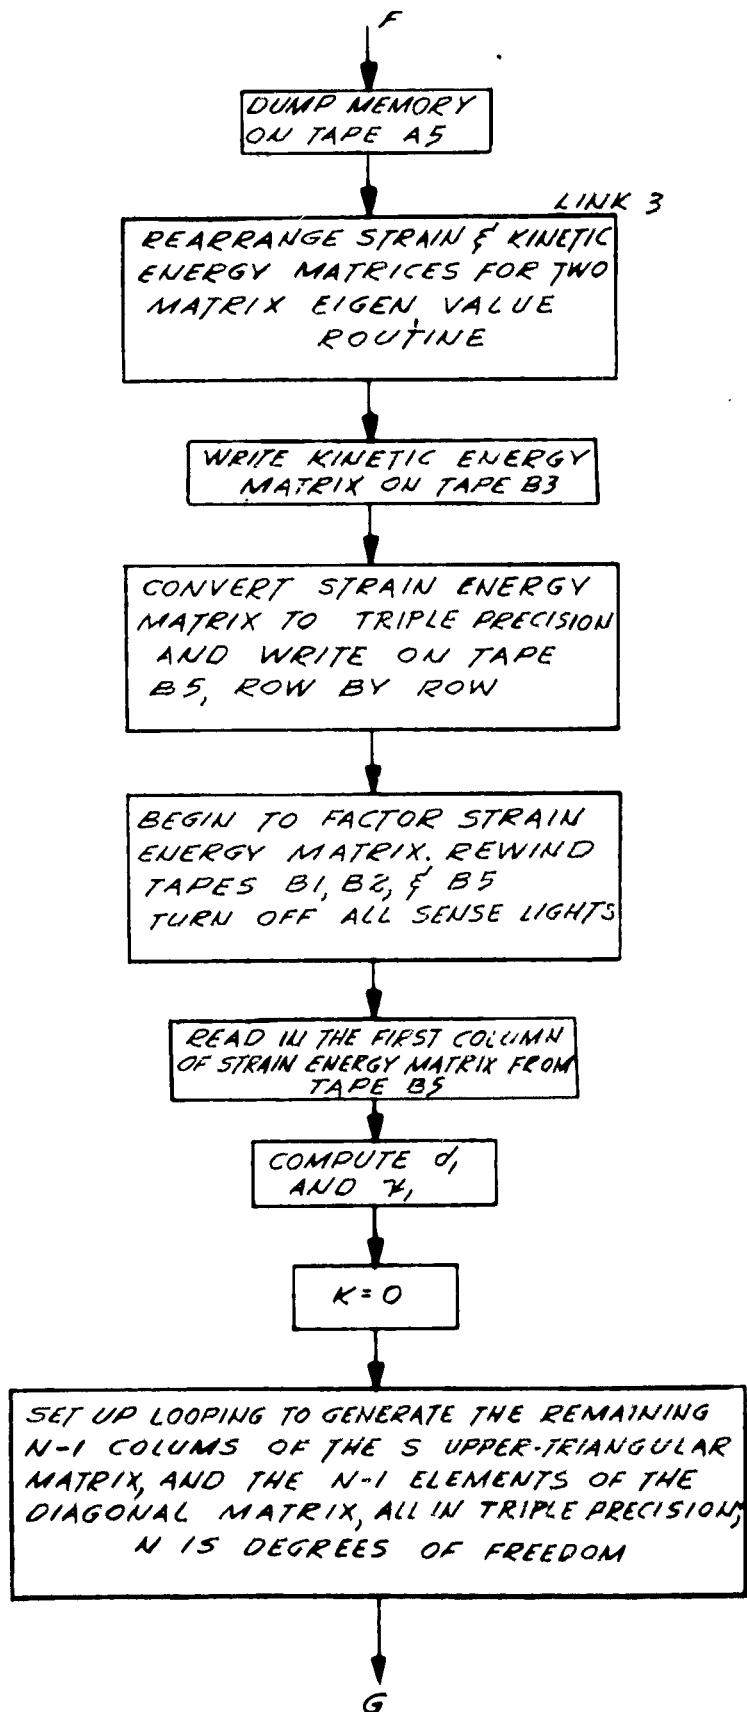 F
DUMP MEMORY
ON TAPE A5
LINK 3
REARRANGE STRAIN & KINETIC
ENERGY MATRICES FOR TWO
MATRIX EIGEN VALUE
ROUTINE
WRITE KINETIC ENERGY
MATRIX ON TAPE B3
CONVERT STRAIN ENERGY
MATRIX TO TRIPLE PRECISION
AND WRITE ON TAPE
B5, ROW BY ROW
BEGIN TO FACTOR STRAIN
ENERGY MATRIX. REWIND
TAPES B1, B2, & B5
TURN OFF ALL SENSE LIGHTS
READ IN THE FIRST COLUMN
OF STRAIN ENERGY MATRIX FROM
TAPE B5
COMPUTE d₁
AND
K=0
SET UP LOOPING TO GENERATE THE REMAINING
N-1 COLUMS OF THE S UPPER-TRIANGULAR
MATRIX, AND THE N-1 ELEMENTS OF THE
DIAGONAL MATRIX, ALL IN TRIPLE PRECISION;
N IS DEGREES OF FREEDOM
G